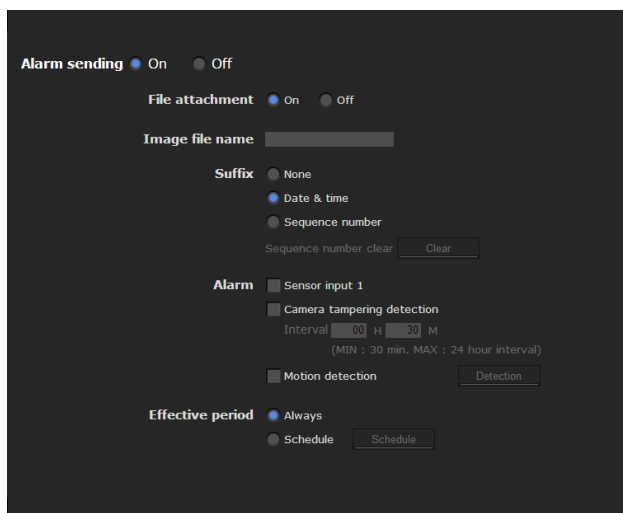 Alarm sending On Off
File attachment On Off
Image file name
Suffix None
Date & time
Sequence number
Sequence number clear Clear
Alarm Sensor input 1
Camera tampering detection
Interval 00 H 30 M
(MIN : 30 min. MAX : 24 hour interval)
Motion detection Detection
Effective period Always
Schedule Schedule